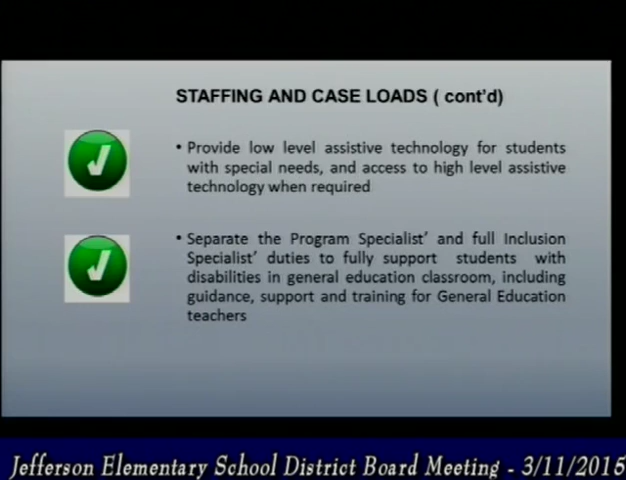 STAFFING AND CASE LOADS ( cont'd)
• Provide low level assistive technology for students
with special needs, and access to high level assistive
technology when required
• Separate the Program Specialist' and full Inclusion
Specialist' duties to fully support students with
disabilities in general education classroom, including
guidance, support and training for General Education
teachers
Jefferson Elementary School District Board Meeting - 3/11/2015